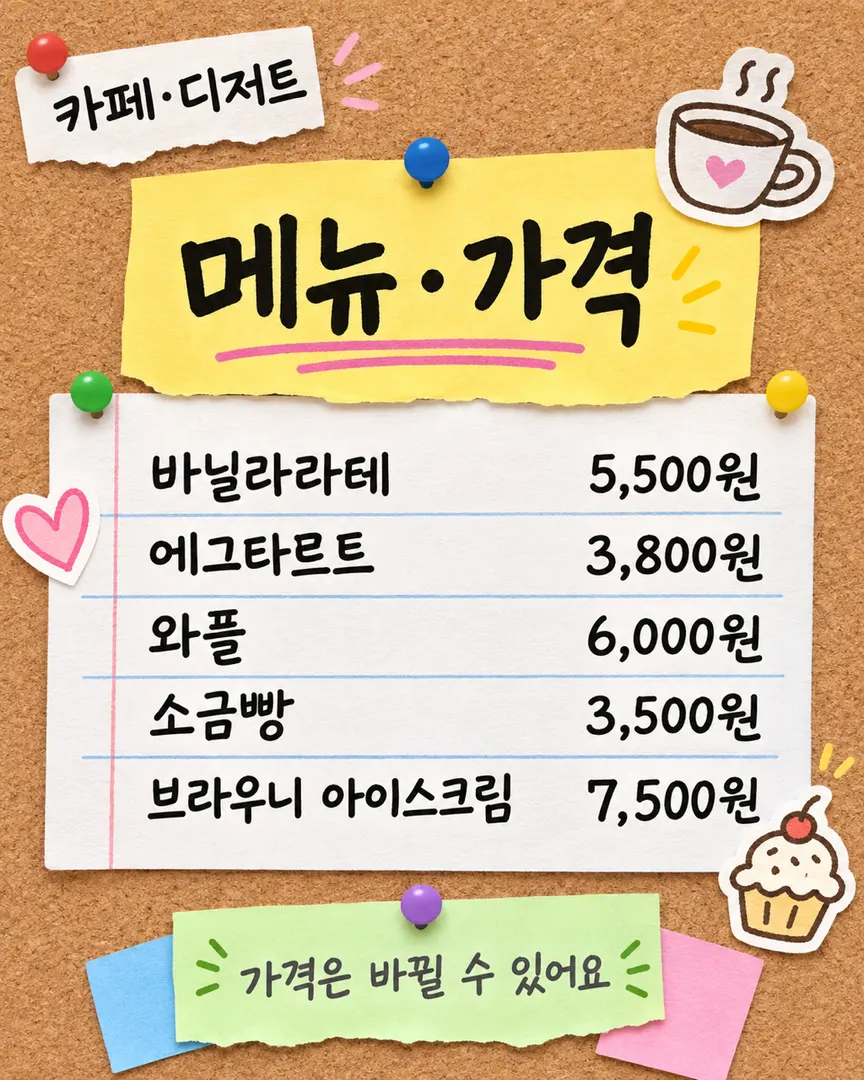 카페·디저트
메뉴·가격
바닐라라테 5,500원
에그타르트 3,800원
와플 6,000원
소금빵 3,500원
브라우니 아이스크림 7,500원
가격은 바뀔 수 있어요